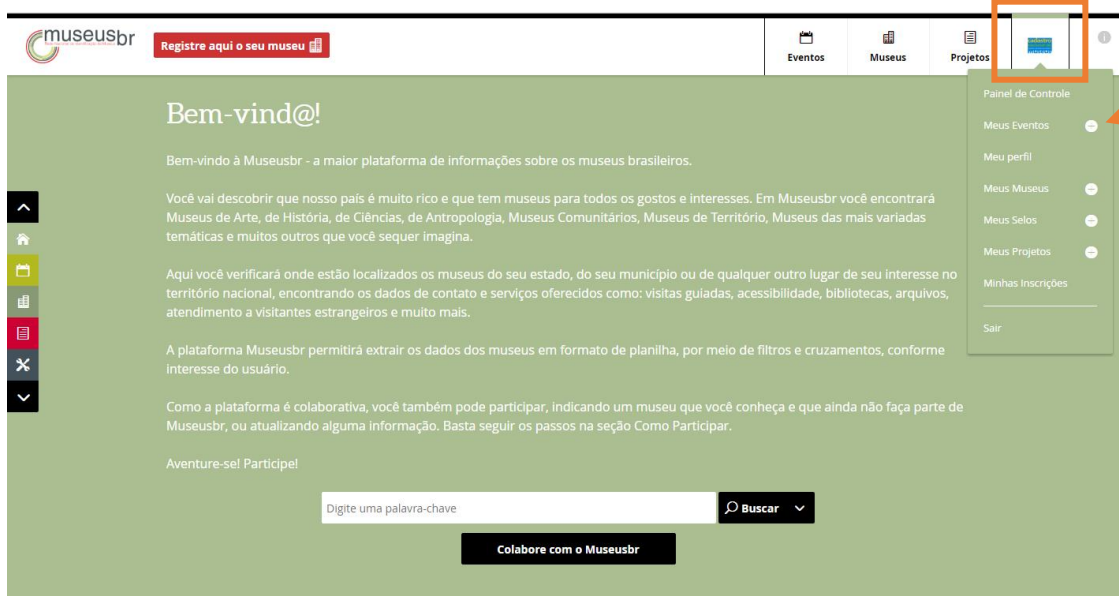 museusbr
Registre aqui o seu museu
Eventos
Museus
Projetos
Painel de Controle
Meus Eventos
Meu perfil
Meus Museus
Meus Selos
Meus Projetos
Minhas Inscrições
Sair
Bem-vind@!
Bem-vindo à Museusbr - a maior plataforma de informações sobre os museus brasileiros.
Você vai descobrir que nosso país é muito rico e que tem museus para todos os gostos e interesses. Em Museusbr você encontrará
Museus de Arte, de História, de Ciências, de Antropologia, Museus Comunitários, Museus de Território, Museus das mais variadas
temáticas e muitos outros que você sequer imagina.
Aqui você verificará onde estão localizados os museus do seu estado, do seu município ou de qualquer outro lugar de seu interesse no
território nacional, encontrando os dados de contato e serviços oferecidos como: visitas guiadas, acessibilidade, bibliotecas, arquivos,
atendimento a visitantes estrangeiros e muito mais.
A plataforma Museusbr permitirá extrair os dados dos museus em formato de planilha, por meio de filtros e cruzamentos, conforme
interesse do usuário.
Como a plataforma é colaborativa, você também pode participar, indicando um museu que você conheça e que ainda não faça parte de
Museusbr, ou atualizando alguma informação. Basta seguir os passos na seção Como Participar.
Aventure-se! Participe!
Digite uma palavra-chave
Buscar
Colabore com o Museusbr